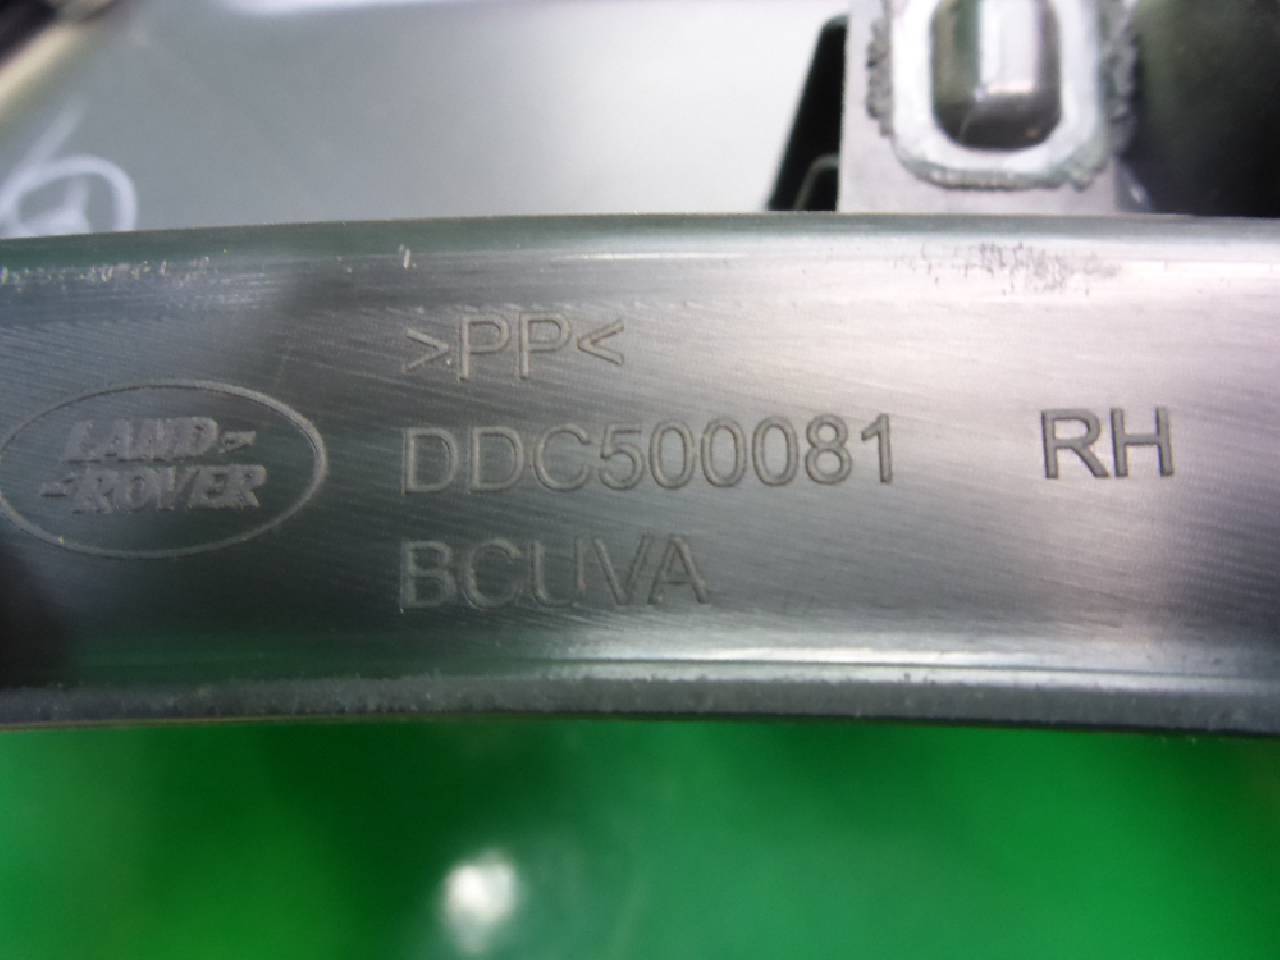 >PP<
LAND-
-ROVER
DDC500081 RH
BCUVA